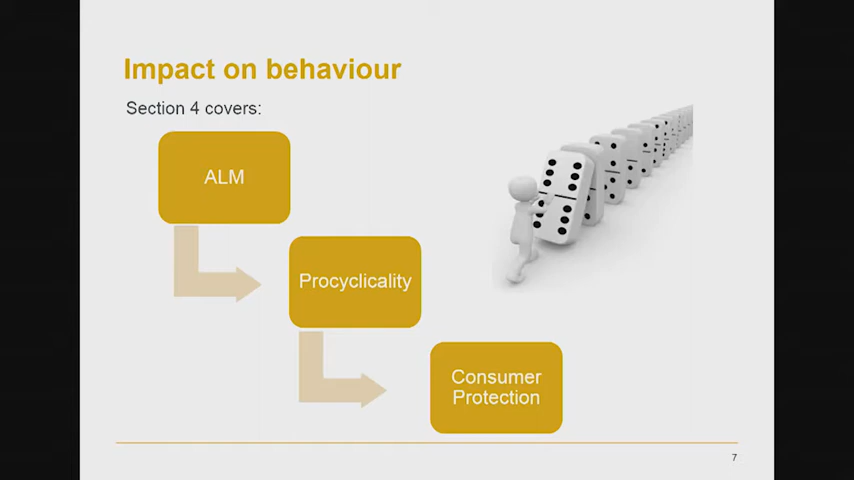 Impact on behaviour
Section 4 covers:
ALM
Procyclicality
Consumer
Protection
7